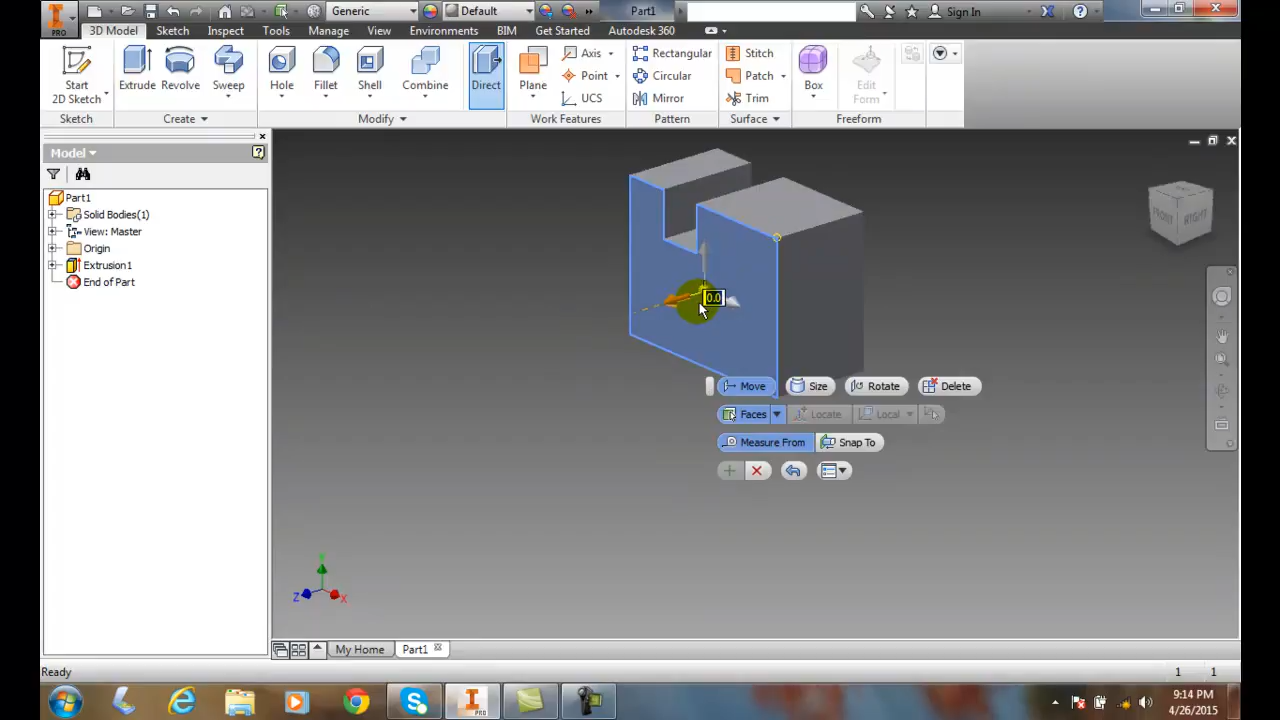 Generic Default Part1 Sign In
PRO 3D Model Sketch Inspect Tools Manage View Environments BIM Get Started Autodesk 360
Axis Rectangular Stitch
Point Circular Patch
Start 2D Sketch Extrude Revolve Sweep Hole Fillet Shell Combine Direct Plane Box Edit Form
UCS Mirror Trim
Sketch Create Modify Work Features Pattern Surface Freeform
Model
Part1
Solid Bodies(1)
View: Master
Origin
Extrusion1
End of Part
FRONT RIGHT
0.0
Move Size Rotate Delete
Faces Locate Local
Measure From Snap To
Y
Z X
My Home Part1
Ready 1 1
PRO 9:14 PM
4/26/2015